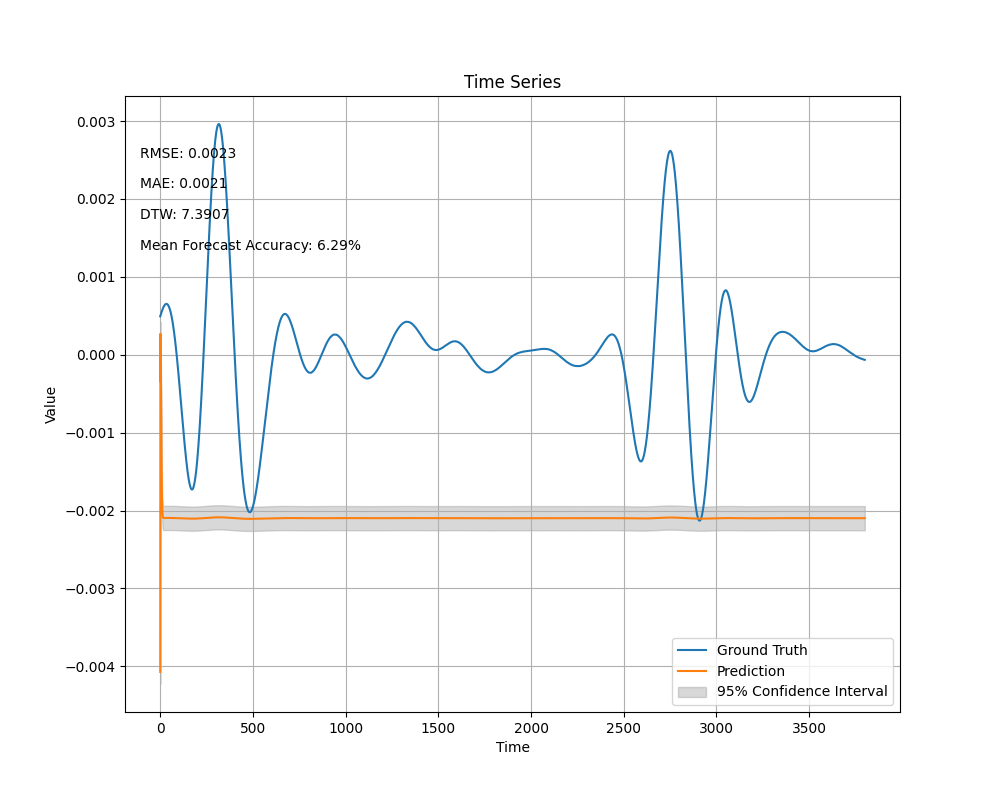 Time Series
RMSE: 0.0023
MAE: 0.0021
DTW: 7.3907
Mean Forecast Accuracy: 6.29%
0.003
0.002
0.001
0.000
−0.001
−0.002
−0.003
−0.004
Value
Ground Truth
Prediction
95% Confidence Interval
0 500 1000 1500 2000 2500 3000 3500
Time